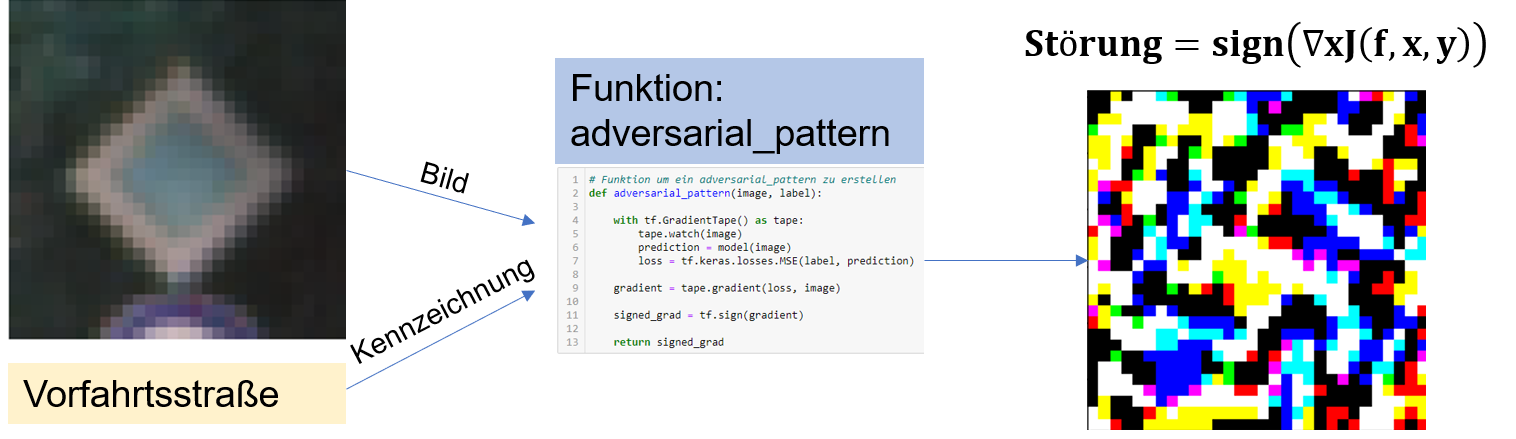 Störung = sign(∇xJ(f, x, y))
Funktion:
adversarial_pattern
Bild
Kennzeichnung
Vorfahrtsstraße
1 # Funktion um ein adversarial_pattern zu erstellen
2 def adversarial_pattern(image, label):
3
4 with tf.GradientTape() as tape:
5 tape.watch(image)
6 prediction = model(image)
7 loss = tf.keras.losses.MSE(label, prediction)
8
9 gradient = tape.gradient(loss, image)
10
11 signed_grad = tf.sign(gradient)
12
13 return signed_grad